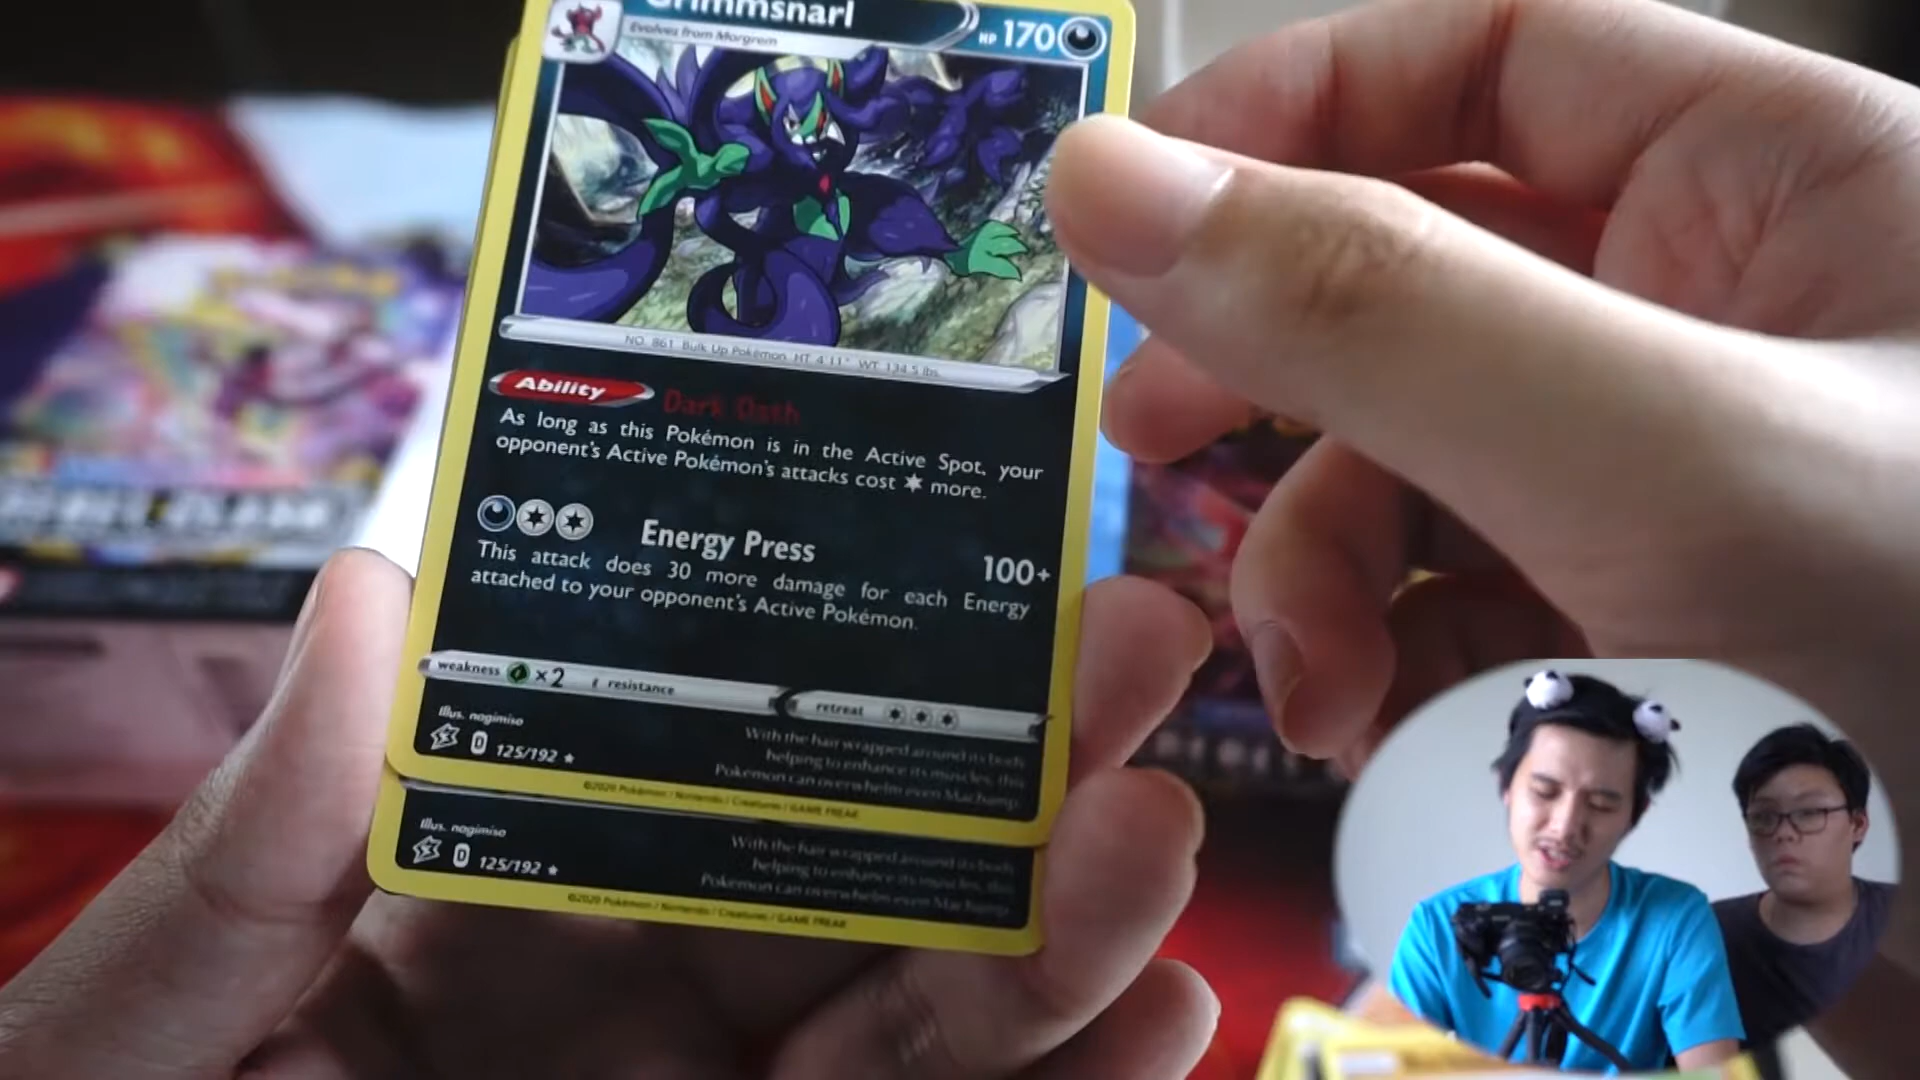 Grimmsnarl
HP 170
Evolves from Morgrem
NO. 861 Bulk Up Pokémon HT 4'11" WT 134.5 lbs.
Ability Dark Oath
As long as this Pokémon is in the Active Spot, your
opponent's Active Pokémon's attacks cost more.
Energy Press 100+
This attack does 30 more damage for each Energy
attached to your opponent's Active Pokémon.
weakness ×2 resistance retreat
Illus. nagimiso
D 125/192
With the hair wrapped around its body
helping to enhance its muscles, this
Pokémon can overwhelm even Machamp.
©2020 Pokémon / Nintendo / Creatures / GAME FREAK
Illus. nagimiso
D 125/192
With the hair wrapped around its body
helping to enhance its muscles, this
Pokémon can overwhelm even Machamp.
©2020 Pokémon / Nintendo / Creatures / GAME FREAK